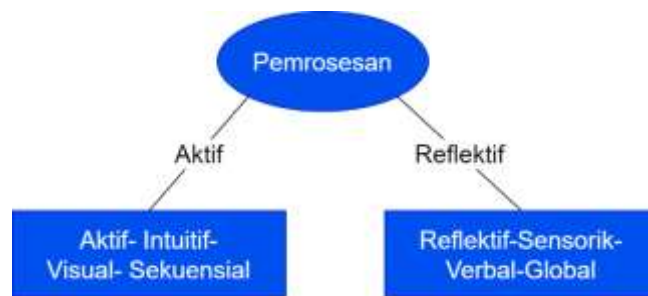 Pemrosesan
Aktif
Reflektif
Aktif- Intuitif-
Visual- Sekuensial
Reflektif-Sensorik-
Verbal-Global